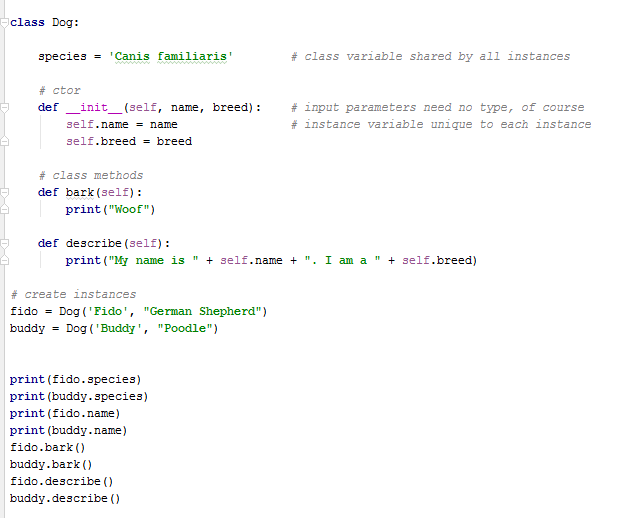 class Dog:
species = 'Canis familiaris' # class variable shared by all instances
# ctor
def __init__(self, name, breed): # input parameters need no type, of course
self.name = name # instance variable unique to each instance
self.breed = breed
# class methods
def bark(self):
print("Woof")
def describe(self):
print("My name is " + self.name + ". I am a " + self.breed)
# create instances
fido = Dog('Fido', "German Shepherd")
buddy = Dog('Buddy', "Poodle")
print(fido.species)
print(buddy.species)
print(fido.name)
print(buddy.name)
fido.bark()
buddy.bark()
fido.describe()
buddy.describe()